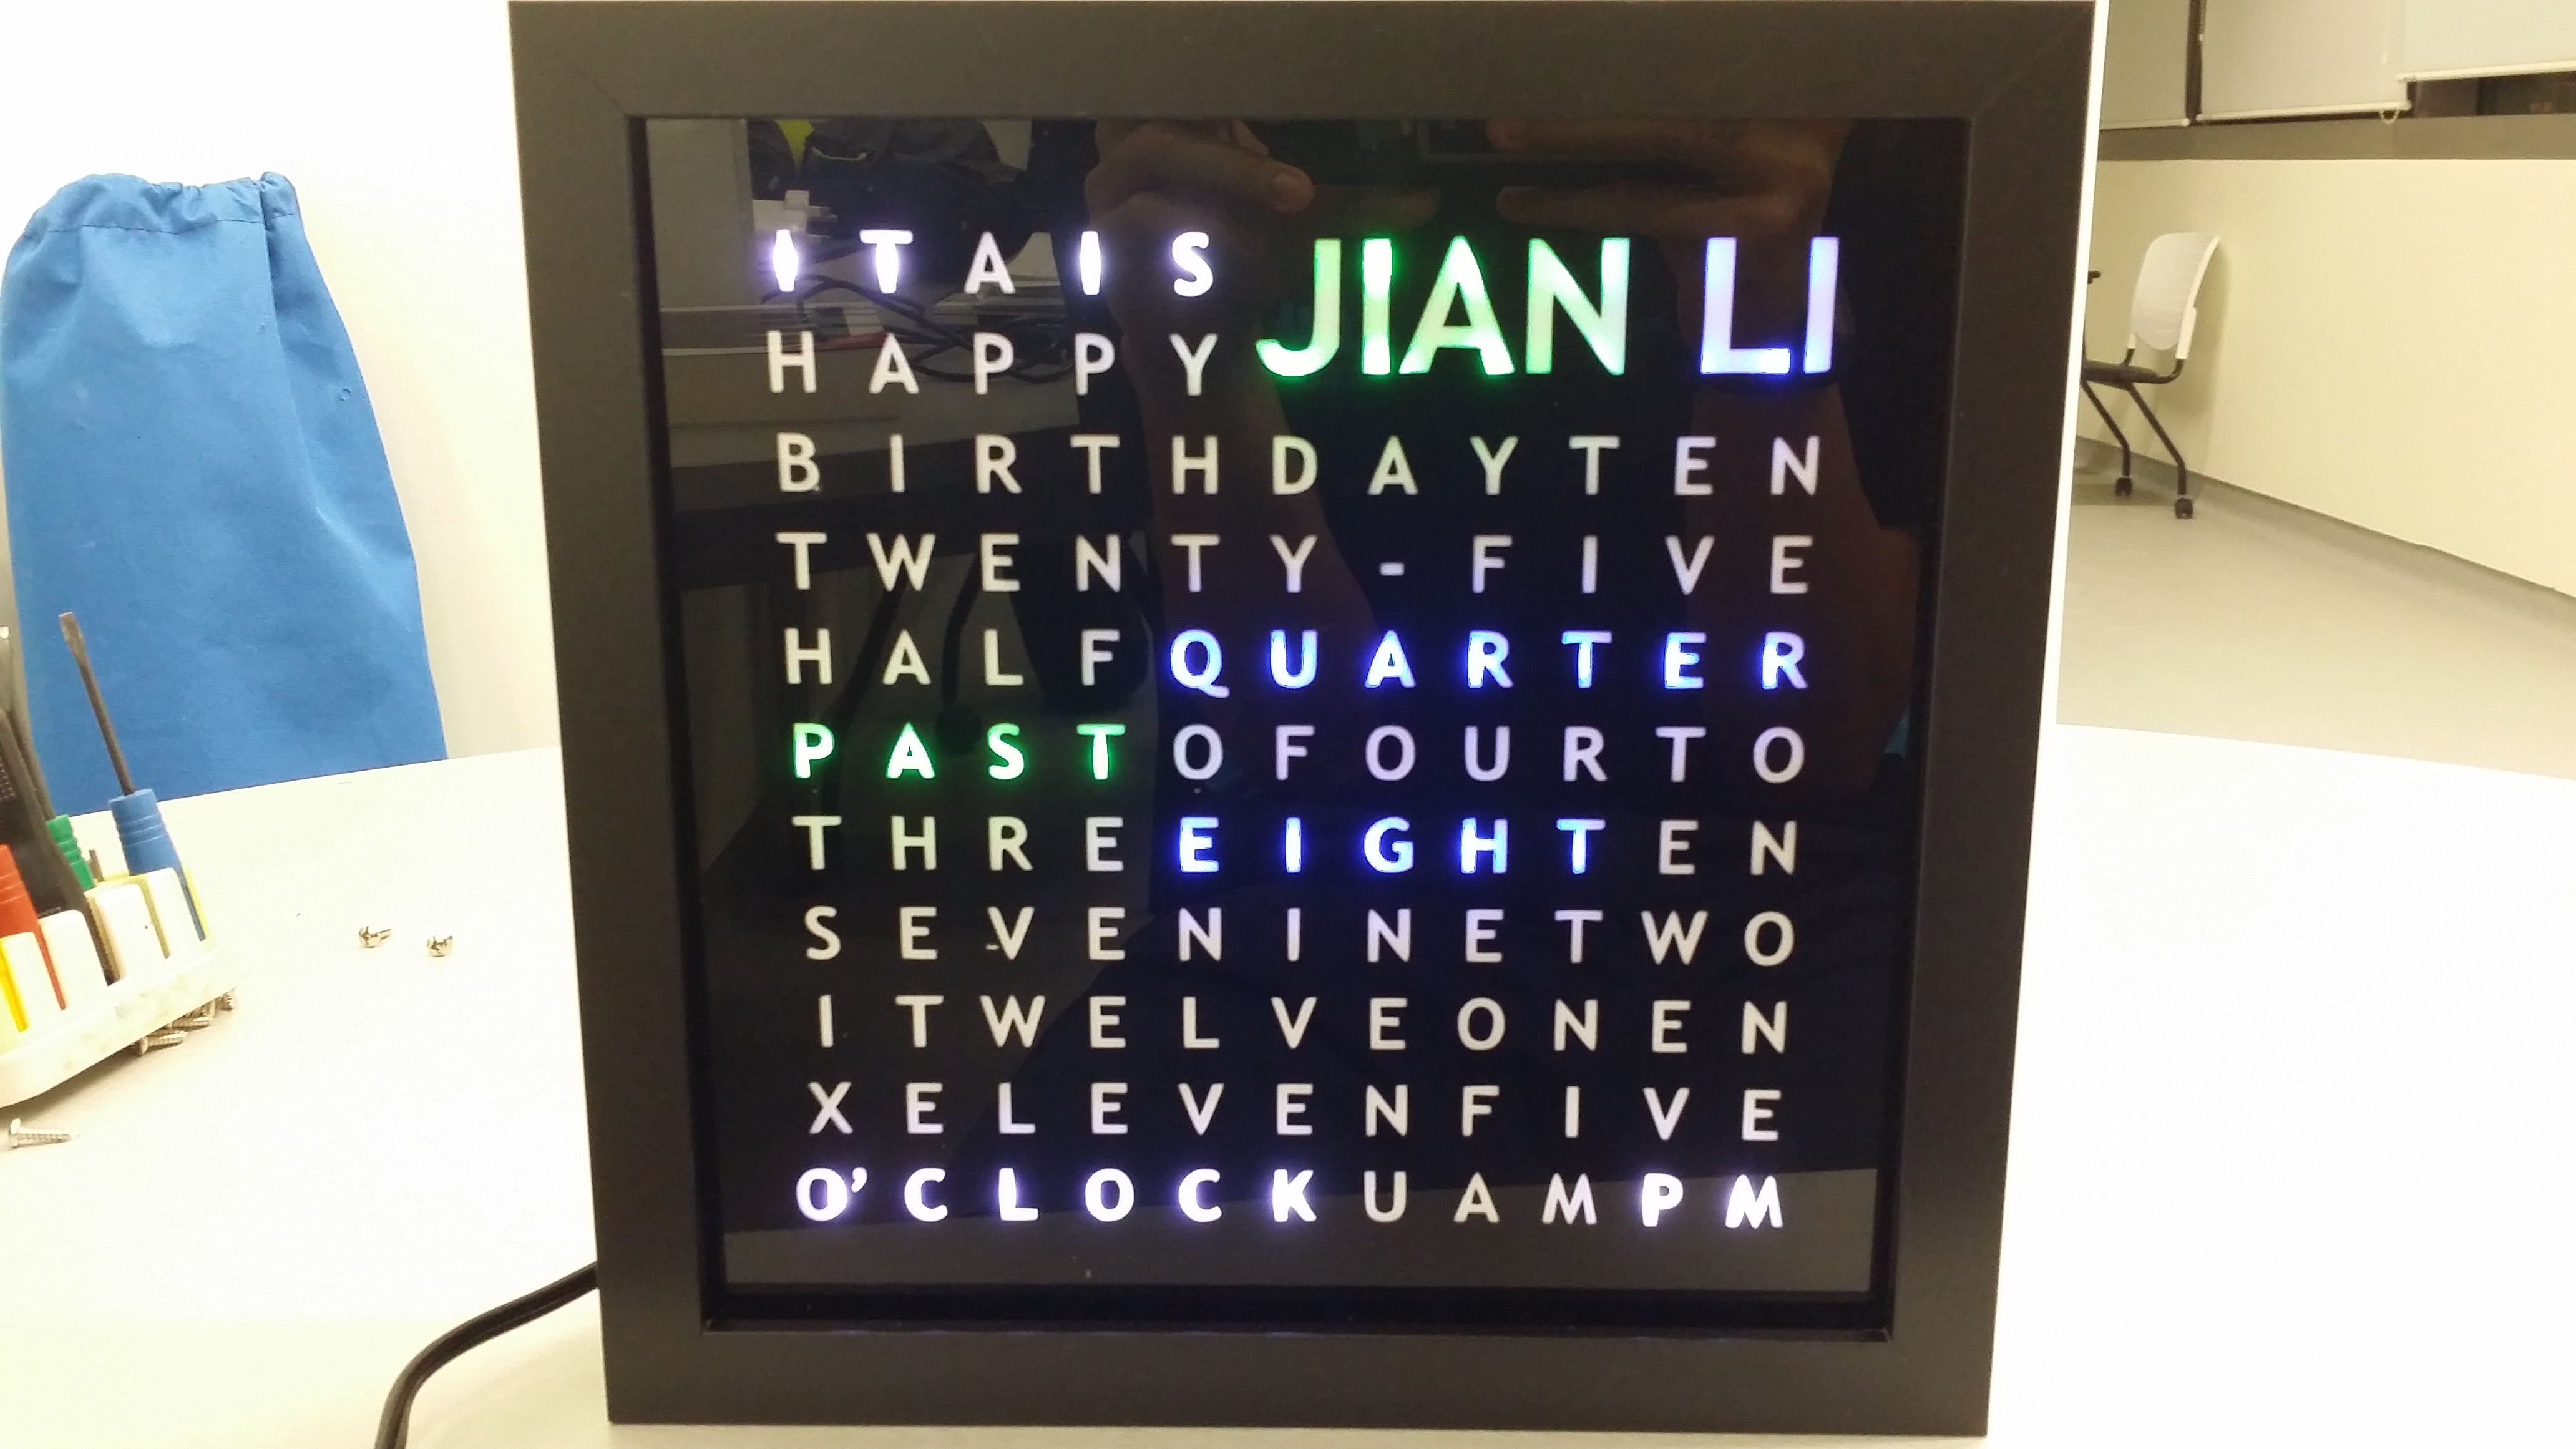 I T A I S JIAN LI
H A P P Y
B I R T H D A Y T E N
T W E N T Y - F I V E
H A L F Q U A R T E R
P A S T O F O U R T O
T H R E E I G H T E N
S E V E N I N E T W O
I T W E L V E O N E N
X E L E V E N F I V E
O' C L O C K U A M P M